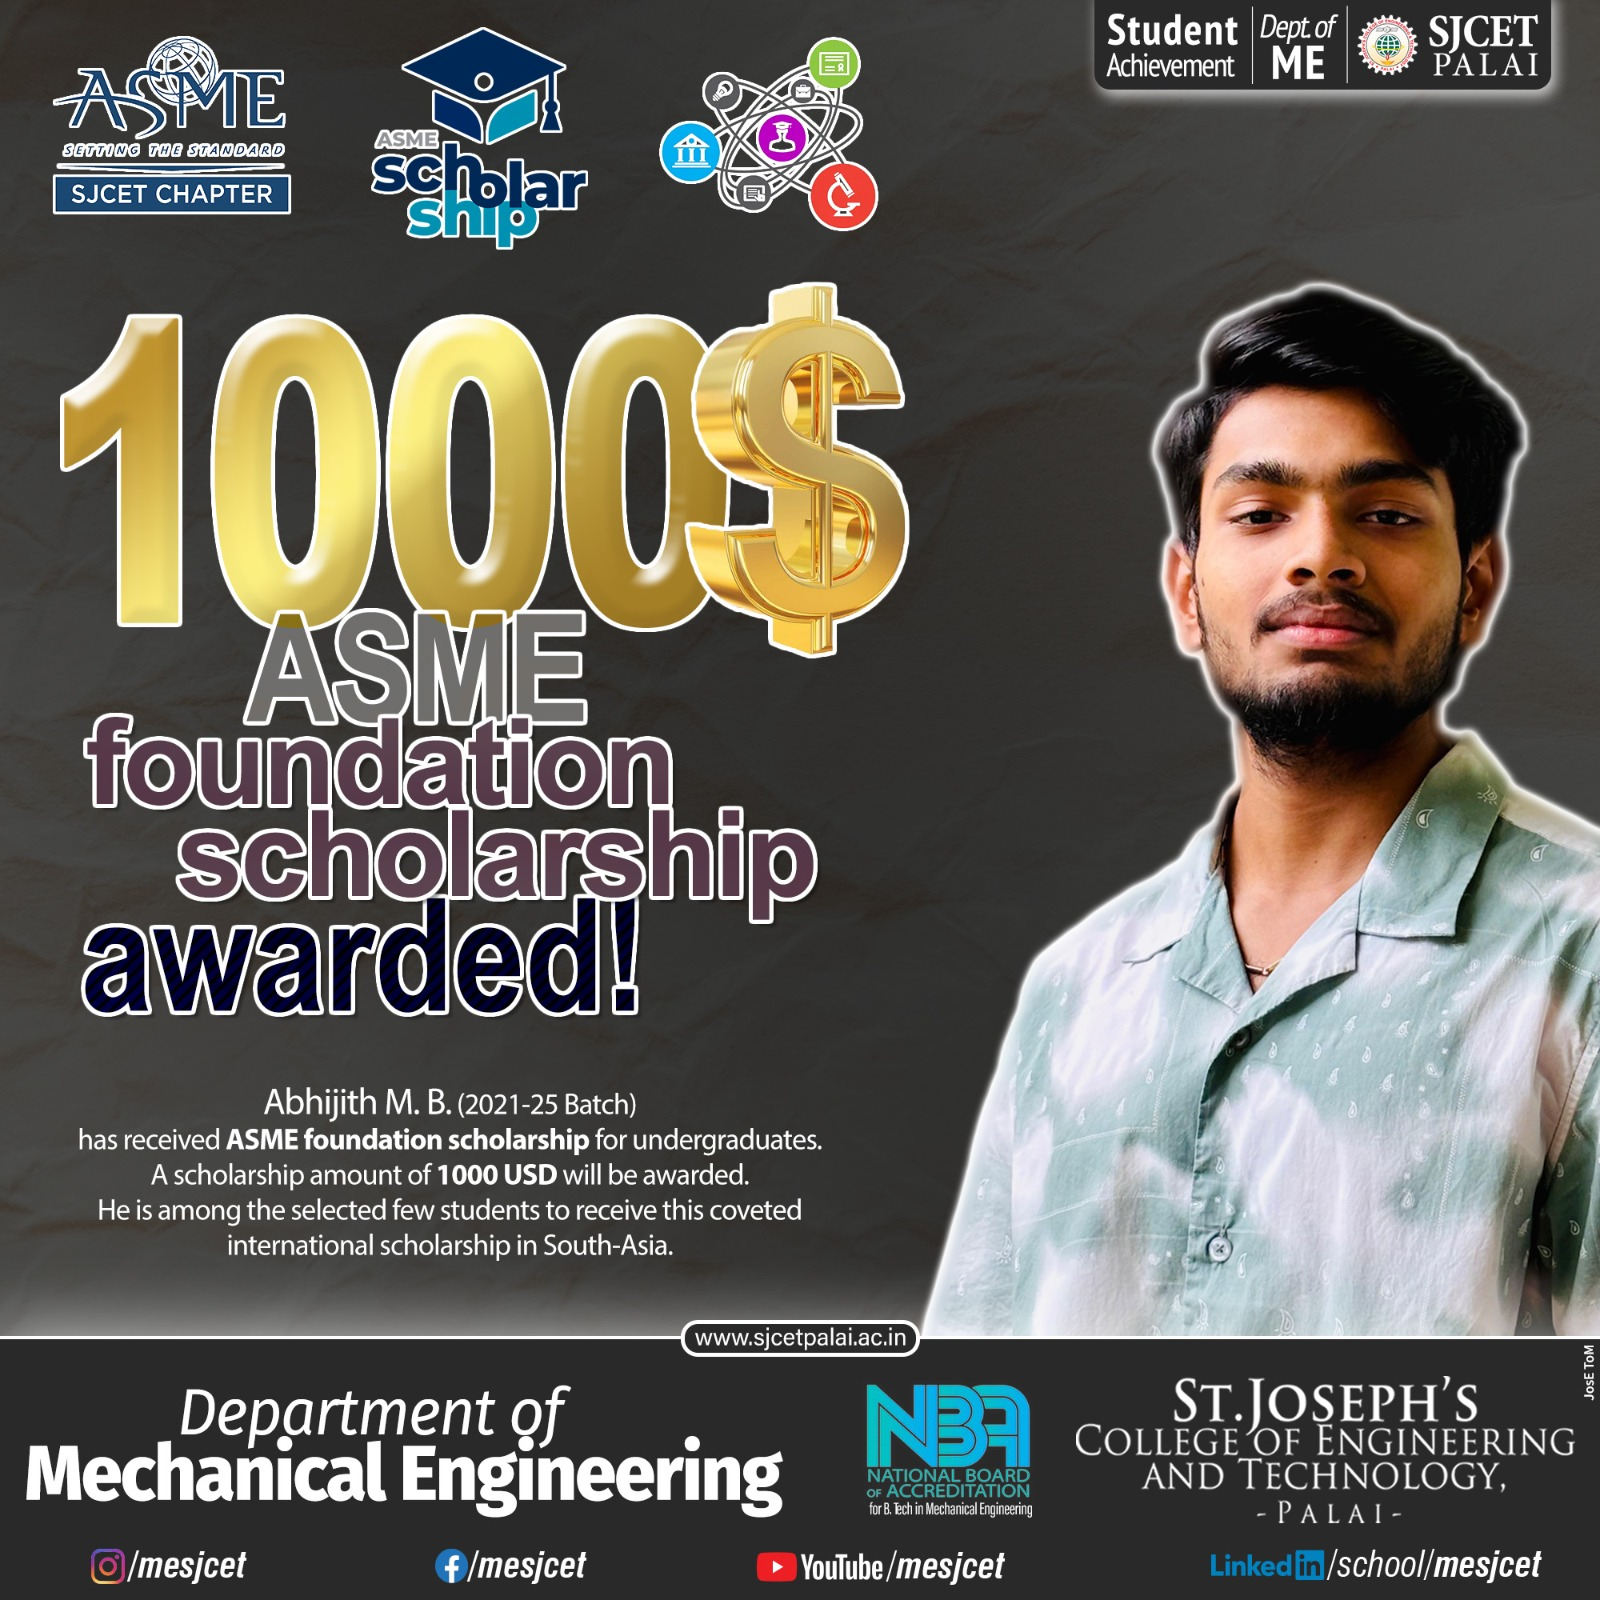 ASME
SETTING THE STANDARD
SJCET CHAPTER
ASME
scholar
ship
Student
Achievement
Dept. of
ME
SJCET
PALAI
1000$
ASME
foundation
scholarship
awarded!
Abhijith M. B. (2021-25 Batch)
has received ASME foundation scholarship for undergraduates.
A scholarship amount of 1000 USD will be awarded.
He is among the selected few students to receive this coveted
international scholarship in South-Asia.
www.sjcetpalai.ac.in
JosE ToM
Department of
Mechanical Engineering
NBA
NATIONAL BOARD
OF ACCREDITATION
for B. Tech in Mechanical Engineering
ST.JOSEPH'S
COLLEGE OF ENGINEERING
AND TECHNOLOGY,
-PALAI-
/mesjcet
/mesjcet
YouTube/mesjcet
Linkedin/school/mesjcet